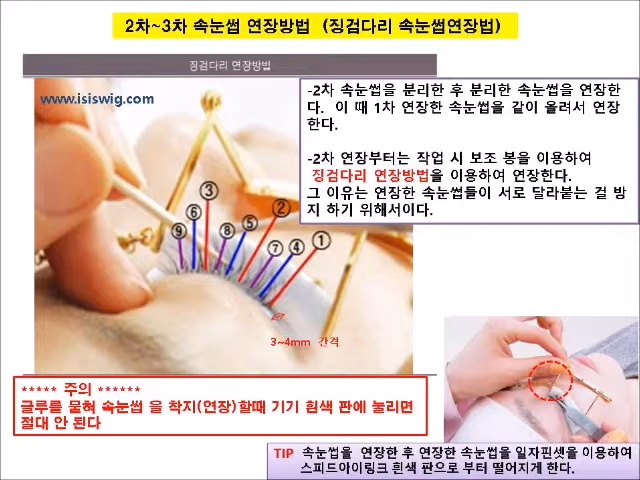 2차~3차 속눈썹 연장방법 (징검다리 속눈썹연장법)
징검다리 연장방법
www.isiswig.com
-2차 속눈썹을 분리한 후 분리한 속눈썹을 연장한
다. 이 때 1차 연장한 속눈썹을 같이 올려서 연장
한다.
-2차 연장부터는 작업 시 보조 봉을 이용하여
징검다리 연장방법을 이용하여 연장한다.
그 이유는 연장한 속눈썹들이 서로 달라붙는 걸 방
지 하기 위해서이다.
③
⑥ ② 
⑨ ⑧ ⑤ ①
⑦ ④
3~4mm 간격
***** 주의 ******
글루를 묻혀 속눈썹 을 착지(연장)할때 기기 흰색 판에 눌리면
절대 안 된다
TIP 속눈썹을 연장한 후 연장한 속눈썹을 일자핀셋을 이용하여
스피드아이링크 흰색 판으로 부터 떨어지게 한다.